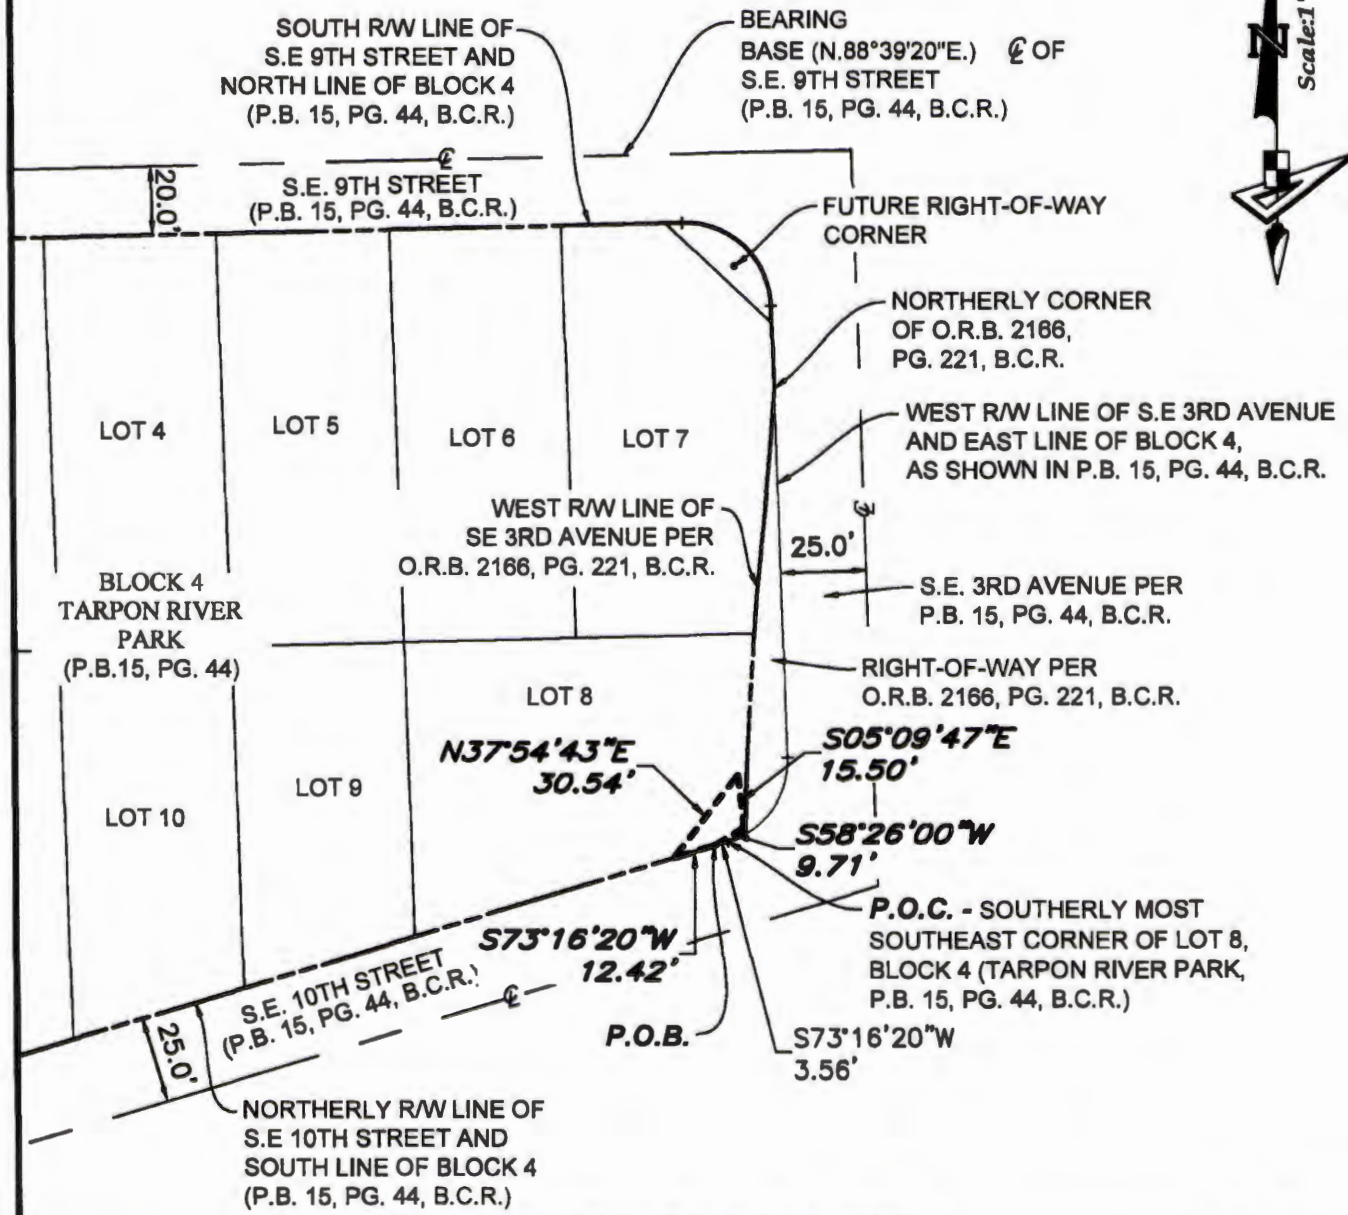 SOUTH R/W LINE OF
S.E 9TH STREET AND
NORTH LINE OF BLOCK 4
(P.B. 15, PG. 44, B.C.R.)
BEARING
BASE (N.88°39'20"E.) ℄ OF
S.E. 9TH STREET
(P.B. 15, PG. 44, B.C.R.)
N
Scale:1"
℄
20.0'
S.E. 9TH STREET
(P.B. 15, PG. 44, B.C.R.)
FUTURE RIGHT-OF-WAY
CORNER
NORTHERLY CORNER
OF O.R.B. 2166,
PG. 221, B.C.R.
LOT 4
LOT 5
LOT 6
LOT 7
WEST R/W LINE OF S.E 3RD AVENUE
AND EAST LINE OF BLOCK 4,
AS SHOWN IN P.B. 15, PG. 44, B.C.R.
WEST R/W LINE OF
SE 3RD AVENUE PER
O.R.B. 2166, PG. 221, B.C.R.
℄
25.0'
S.E. 3RD AVENUE PER
P.B. 15, PG. 44, B.C.R.
BLOCK 4
TARPON RIVER
PARK
(P.B.15, PG. 44)
RIGHT-OF-WAY PER
O.R.B. 2166, PG. 221, B.C.R.
LOT 8
N37°54'43"E
30.54'
S05°09'47"E
15.50'
LOT 9
LOT 10
S58°26'00"W
9.71'
P.O.C. - SOUTHERLY MOST
SOUTHEAST CORNER OF LOT 8,
BLOCK 4 (TARPON RIVER PARK,
P.B. 15, PG. 44, B.C.R.)
S73°16'20"W
12.42'
S.E. 10TH STREET
(P.B. 15, PG. 44, B.C.R.)
℄
P.O.B.
S73°16'20"W
3.56'
25.0'
NORTHERLY R/W LINE OF
S.E 10TH STREET AND
SOUTH LINE OF BLOCK 4
(P.B. 15, PG. 44, B.C.R.)